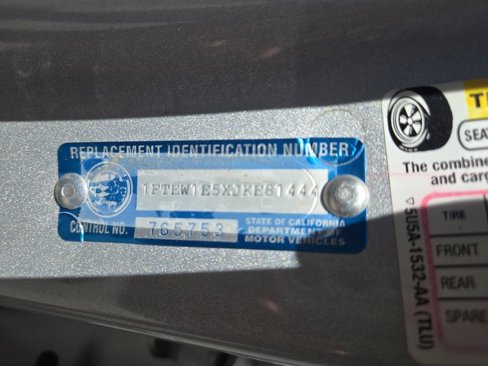 REPLACEMENT IDENTIFICATION NUMBER
1FTEW1E5XJKE81444
CONTROL NO. 765753
STATE OF CALIFORNIA
DEPARTMENT OF
MOTOR VEHICLES
The combine
and carg
TIRE
FRONT
REAR
SPARE
5U5A-1532-AA (TLU)